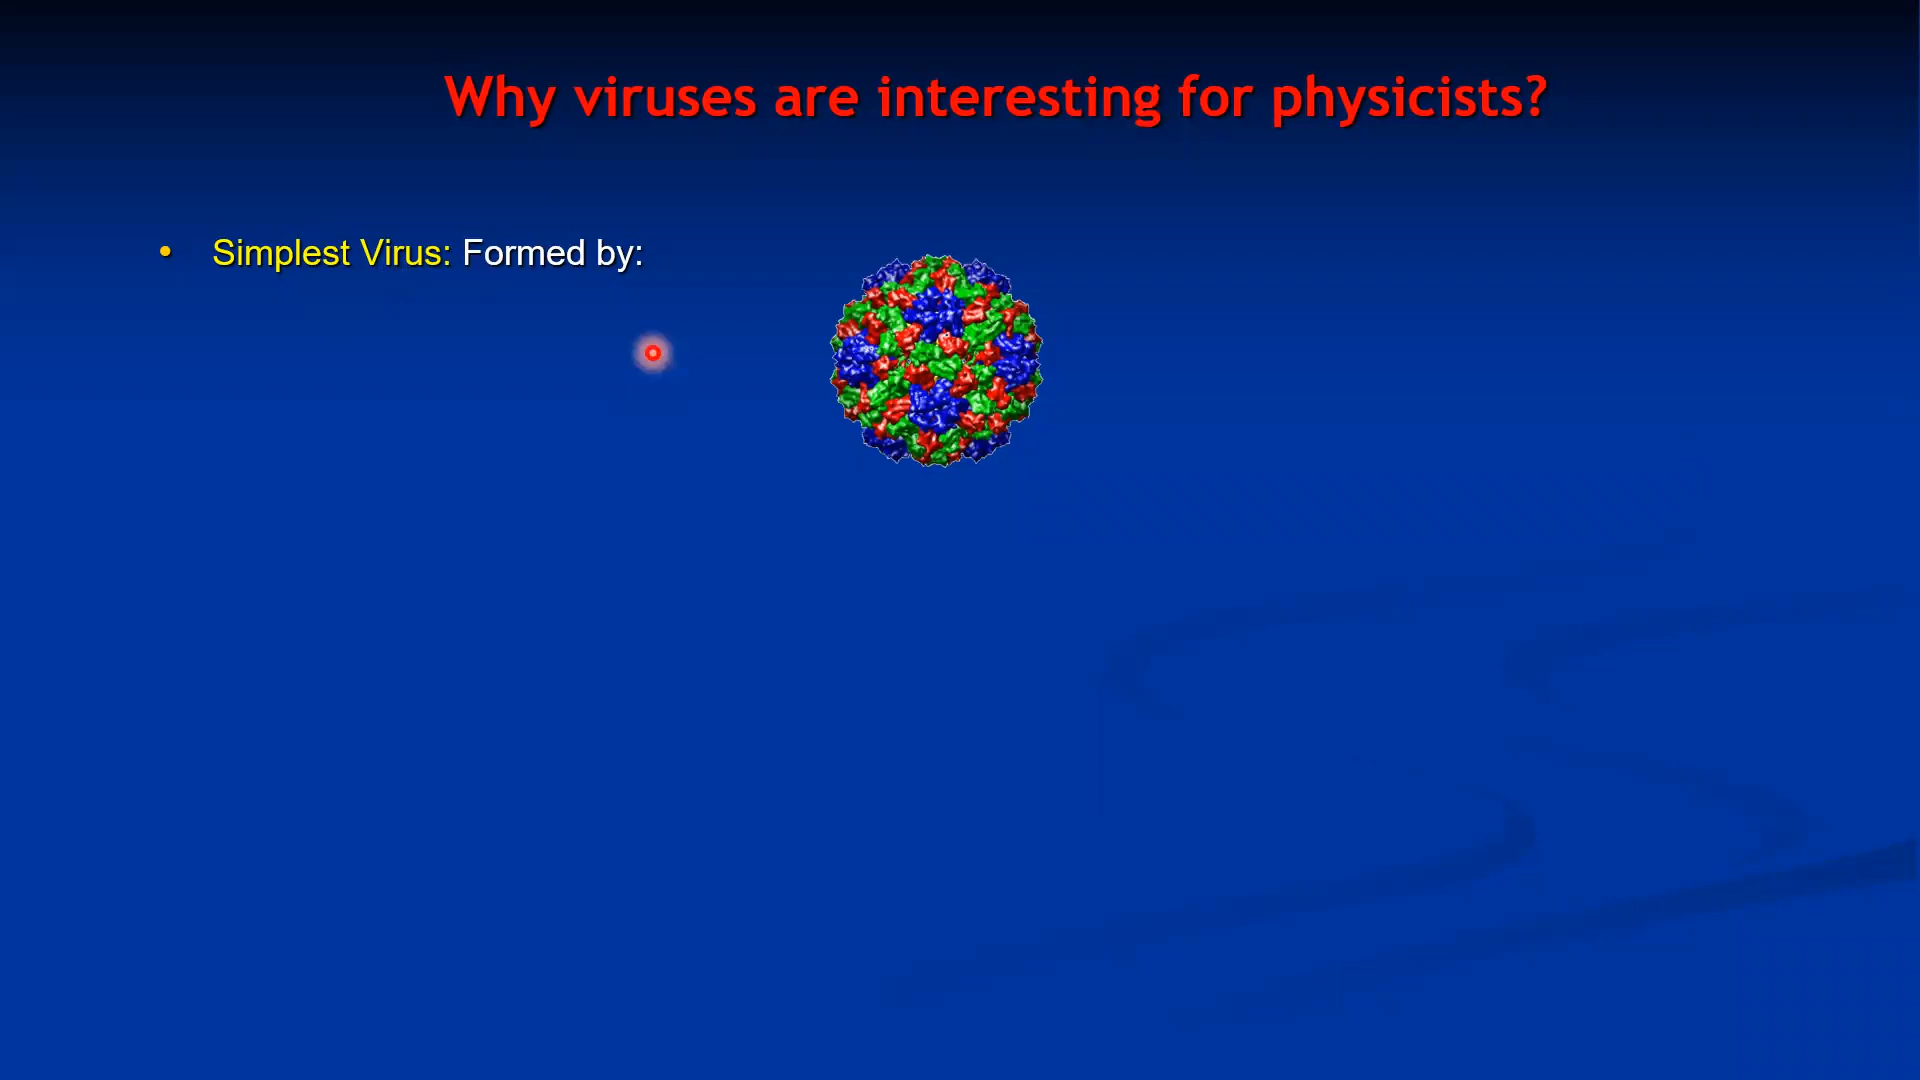 Why viruses are interesting for physicists?
• Simplest Virus: Formed by: